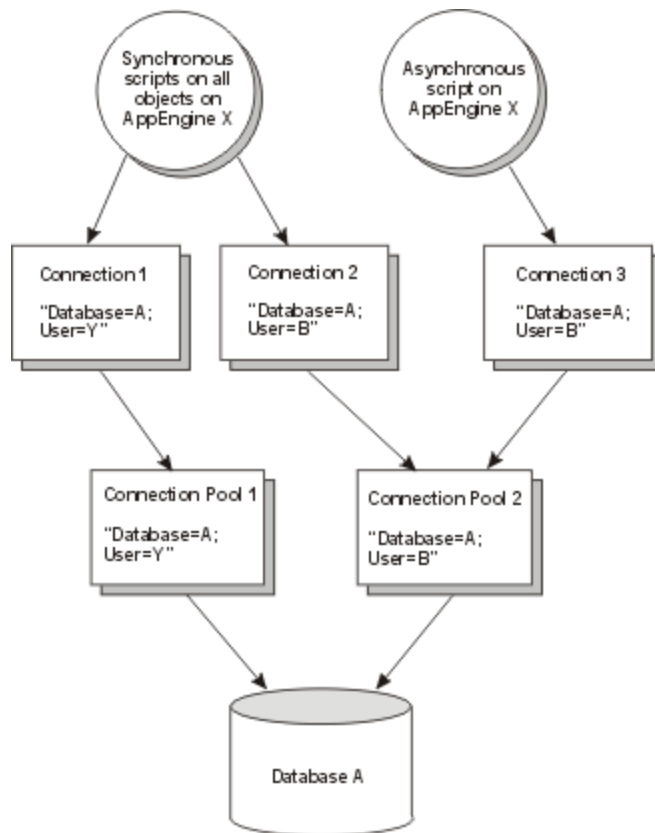 Synchronous
scripts on all
objects on
AppEngine X
Asynchronous
script on
AppEngine X
Connection 1
"Database=A;
User=Y"
Connection 2
"Database=A;
User=B"
Connection 3
"Database=A;
User=B"
Connection Pool 1
"Database=A;
User=Y"
Connection Pool 2
"Database=A;
User=B"
Database A